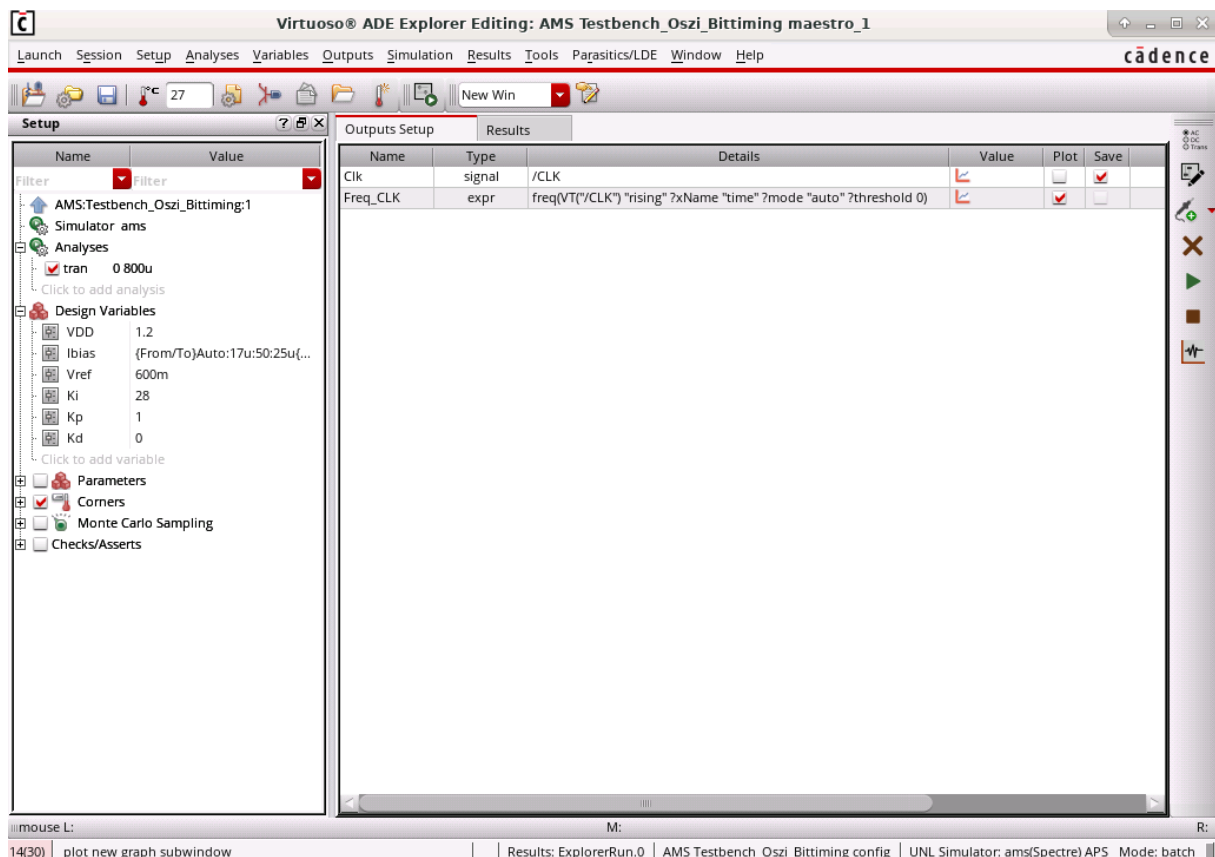 Virtuoso® ADE Explorer Editing: AMS Testbench_Oszi_Bittiming maestro_1
Launch Session Setup Analyses Variables Outputs Simulation Results Tools Parasitics/LDE Window Help cādence
°C 27 New Win
Setup
Name Value
Filter Filter
AMS:Testbench_Oszi_Bittiming:1
Simulator ams
Analyses
tran 0 800u
Click to add analysis
Design Variables
VDD 1.2
Ibias {From/To}Auto:17u:50:25u{...
Vref 600m
Ki 28
Kp 1
Kd 0
Click to add variable
Parameters
Corners
Monte Carlo Sampling
Checks/Asserts
Outputs Setup Results
Name Type Details Value Plot Save
Clk signal /CLK
Freq_CLK expr freq(VT("/CLK") "rising" ?xName "time" ?mode "auto" ?threshold 0)
AC
DC
Trans
mouse L: M: R:
14(30) plot new graph subwindow Results: ExplorerRun.0 AMS Testbench_Oszi_Bittiming config UNL Simulator: ams(Spectre) APS Mode: batch